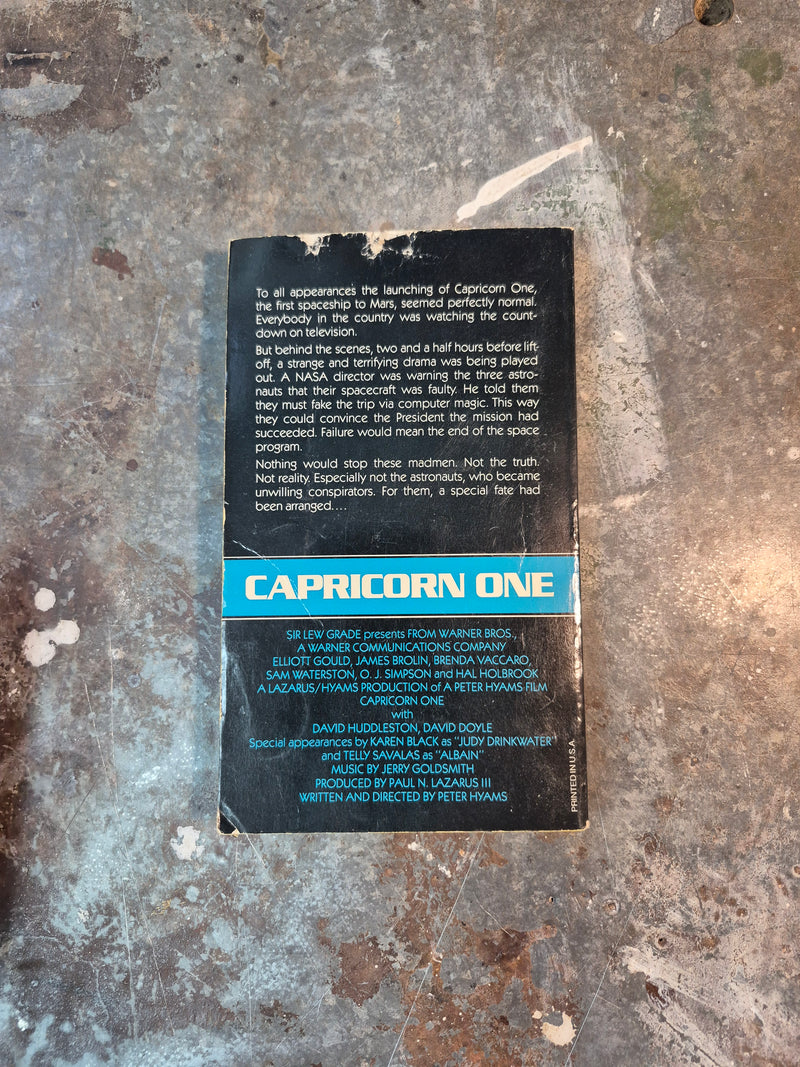 To all appearances the launching of Capricorn One,
the first spaceship to Mars, seemed perfectly normal.
Everybody in the country was watching the count-
down on television.
But behind the scenes, two and a half hours before lift-
off, a strange and terrifying drama was being played
out. A NASA director was warning the three astro-
nauts that their spacecraft was faulty. He told them
they must fake the trip via computer magic. This way
they could convince the President the mission had
succeeded. Failure would mean the end of the space
program.
Nothing would stop these madmen. Not the truth.
Not reality. Especially not the astronauts, who became
unwilling conspirators. For them, a special fate had
been arranged....
CAPRICORN ONE
SIR LEW GRADE presents FROM WARNER BROS.,
A WARNER COMMUNICATIONS COMPANY
ELLIOTT GOULD, JAMES BROLIN, BRENDA VACCARO,
SAM WATERSTON, O. J. SIMPSON and HAL HOLBROOK
A LAZARUS/HYAMS PRODUCTION of A PETER HYAMS FILM
CAPRICORN ONE
with
DAVID HUDDLESTON, DAVID DOYLE
Special appearances by KAREN BLACK as "JUDY DRINKWATER"
and TELLY SAVALAS as "ALBAIN"
MUSIC BY JERRY GOLDSMITH
PRODUCED BY PAUL N. LAZARUS III
WRITTEN AND DIRECTED BY PETER HYAMS
PRINTED IN U.S.A.